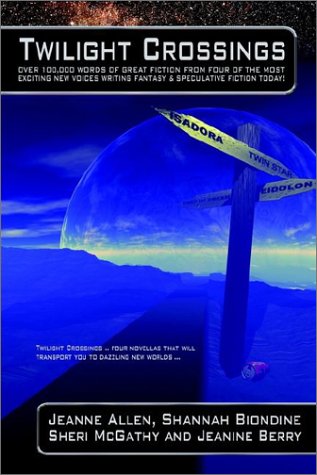 TWILIGHT CROSSINGS
OVER 100,000 WORDS OF GREAT FICTION FROM FOUR OF THE MOST
EXCITING NEW VOICES WRITING FANTASY & SPECULATIVE FICTION TODAY!
ISADORA
TWIN STAR
EIDOLON
TWILIGHT CROSSINGS ... FOUR NOVELLAS THAT WILL
TRANSPORT YOU TO DAZZLING NEW WORLDS ...
JEANNE ALLEN, SHANNAH BIONDINE
SHERI MCGATHY AND JEANINE BERRY